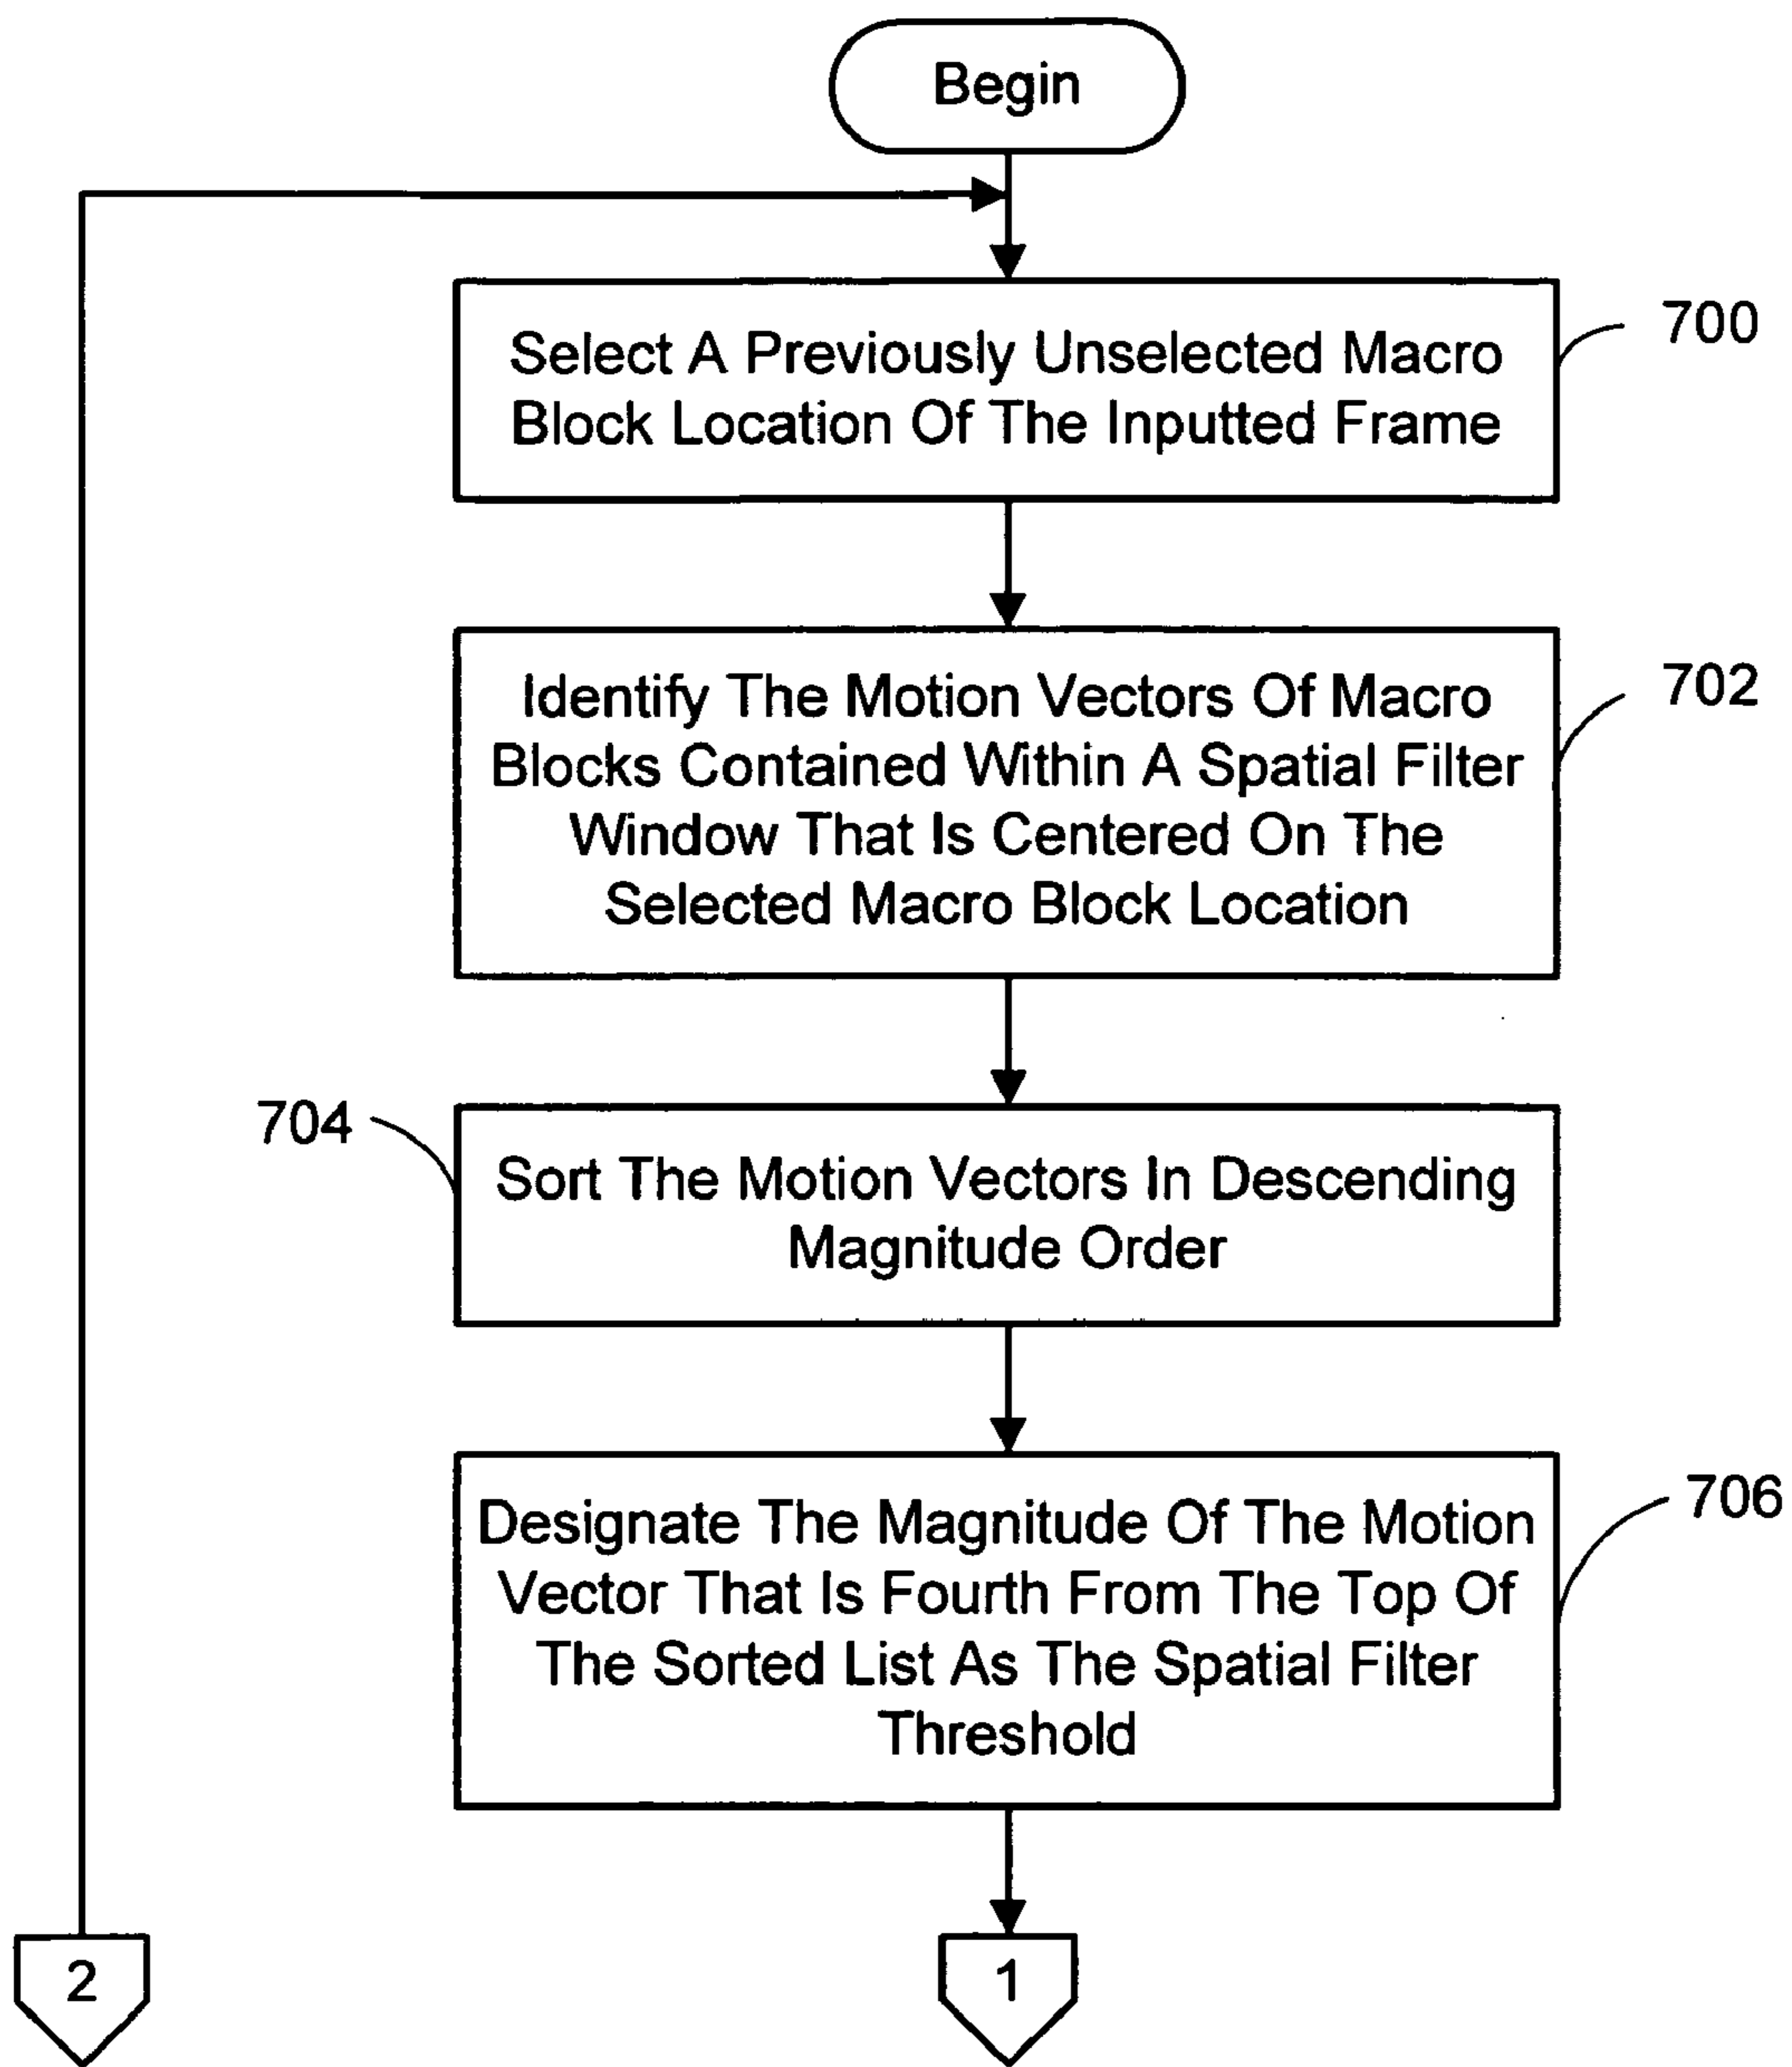 Begin
Select A Previously Unselected Macro
Block Location Of The Inputted Frame
700
Identify The Motion Vectors Of Macro
Blocks Contained Within A Spatial Filter
Window That Is Centered On The
Selected Macro Block Location
702
704
Sort The Motion Vectors In Descending
Magnitude Order
Designate The Magnitude Of The Motion
Vector That Is Fourth From The Top Of
The Sorted List As The Spatial Filter
Threshold
706
2
1